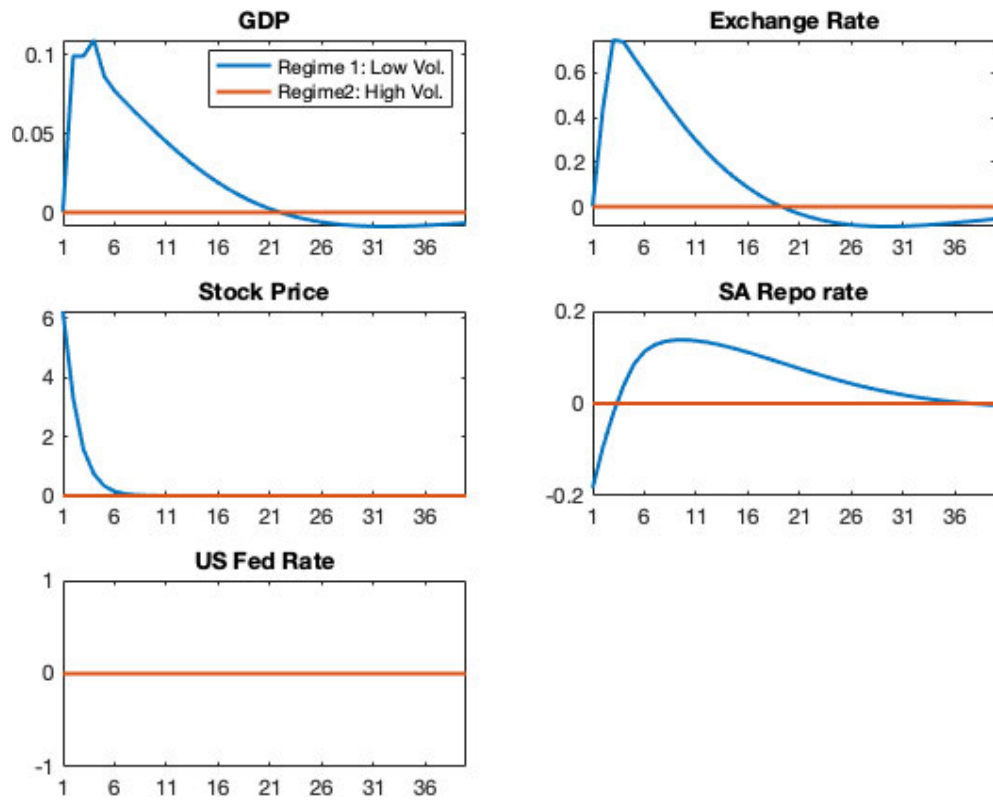 GDP
0.1
0.05
0
1 6 11 16 21 26 31 36
Regime 1: Low Vol.
Regime2: High Vol.
Exchange Rate
0.6
0.4
0.2
0
1 6 11 16 21 26 31 36
Stock Price
6
4
2
0
1 6 11 16 21 26 31 36
SA Repo rate
0.2
0
-0.2
1 6 11 16 21 26 31 36
US Fed Rate
1
0
-1
1 6 11 16 21 26 31 36